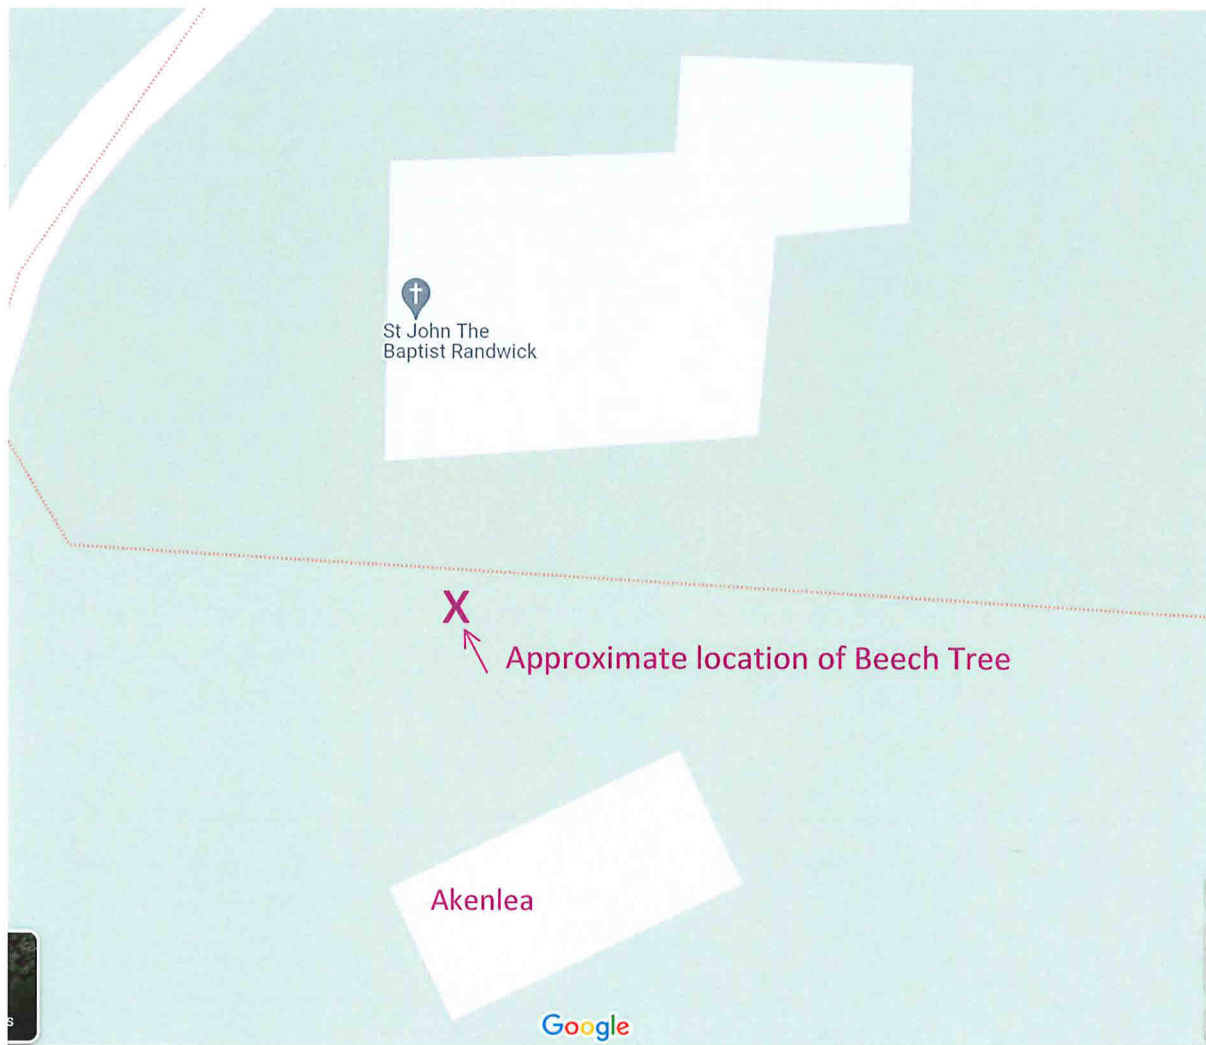 St John The
Baptist Randwick
X
Approximate location of Beech Tree
Akenlea
s
Google